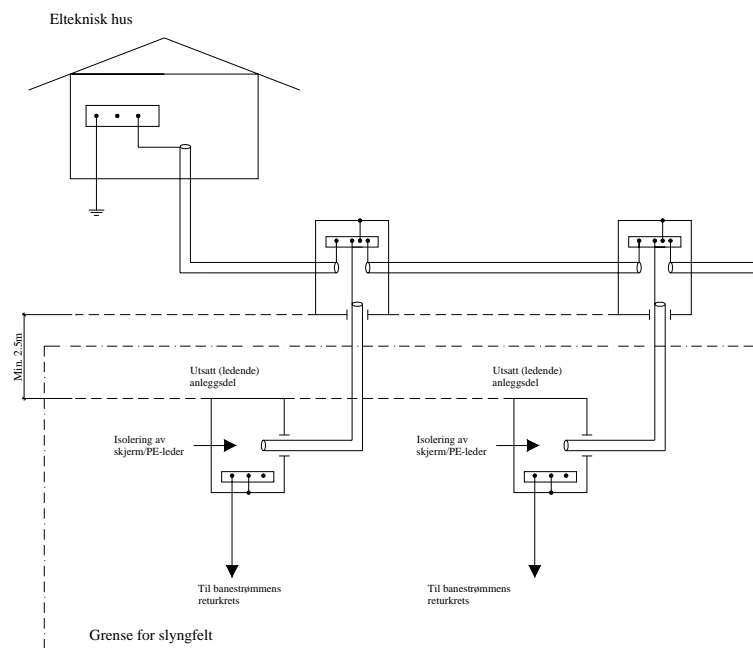 Elteknisk hus
Min. 2.5m
Utsatt (ledende)
anleggsdel
Utsatt (ledende)
anleggsdel
Isolering av
skjerm/PE-leder
Isolering av
skjerm/PE-leder
Til banestrømmens
returkrets
Til banestrømmens
returkrets
Grense for slyngfelt